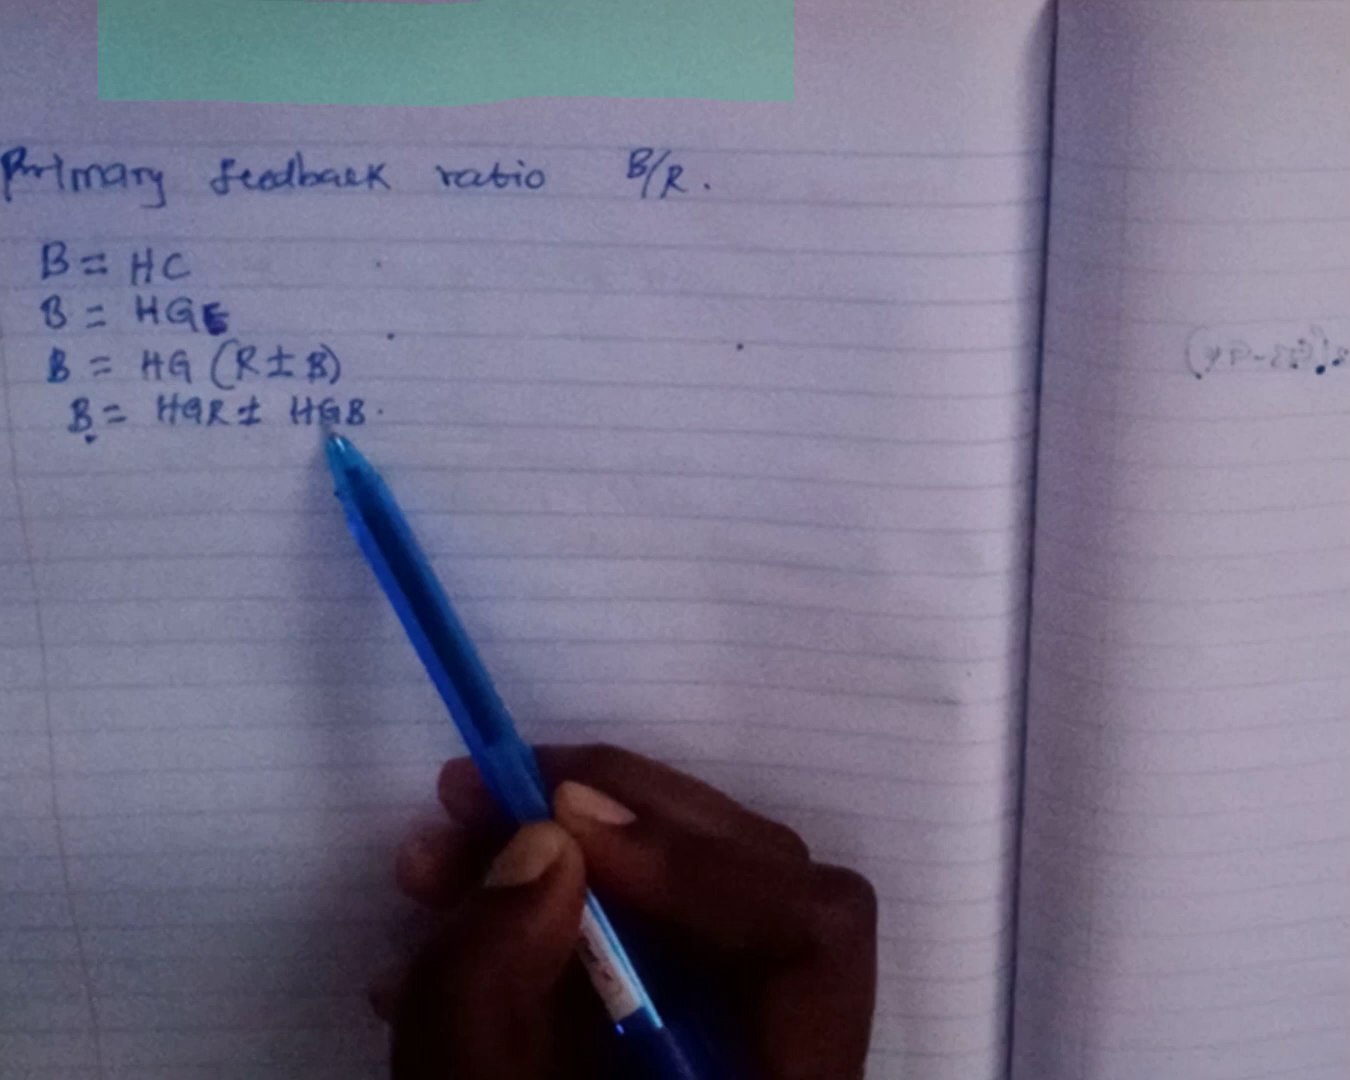 Primary feedback ratio B/R.
B = HC
B = HGE
B = HG (R ± B)
B = HGR ± HGB.